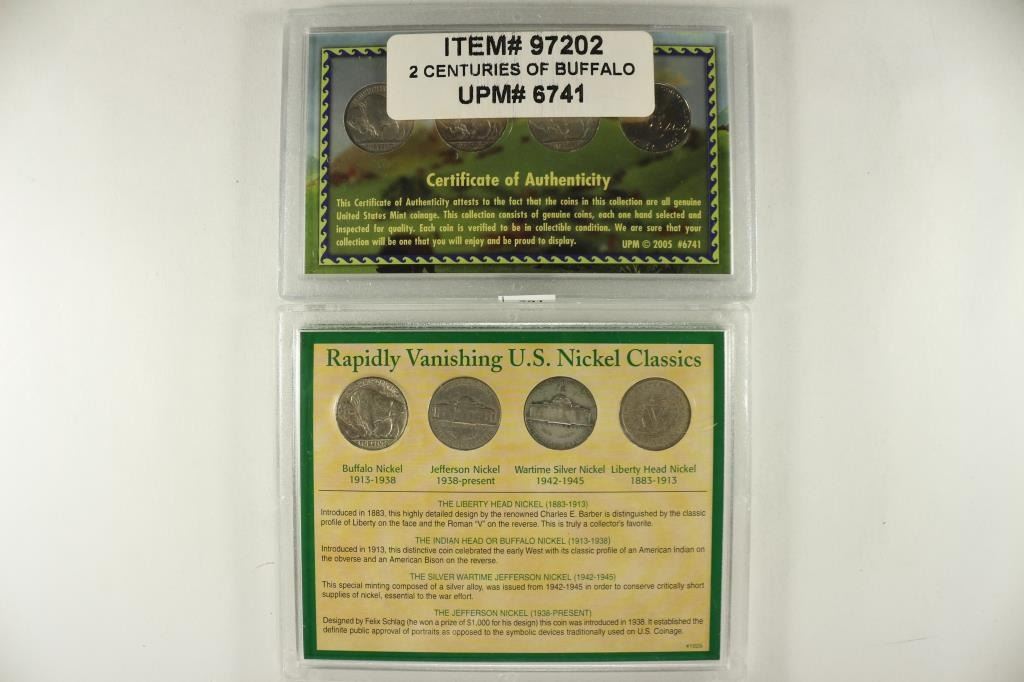 ITEM# 97202
2 CENTURIES OF BUFFALO
UPM# 6741
Certificate of Authenticity
This Certificate of Authenticity attests to the fact that the coins in this collection are all genuine
United States Mint coinage. This collection consists of genuine coins, each one hand selected and
inspected for quality. Each coin is verified to be in collectible condition. We are sure that your
collection will be one that you will enjoy and be proud to display.
UPM © 2005 #6741
Rapidly Vanishing U.S. Nickel Classics
Buffalo Nickel
1913-1938
Jefferson Nickel
1938-present
Wartime Silver Nickel
1942-1945
Liberty Head Nickel
1883-1913
THE LIBERTY HEAD NICKEL (1883-1913)
Introduced in 1883, this highly detailed design by the renowned Charles E. Barber is distinguished by the classic
profile of Liberty on the face and the Roman "V" on the reverse. This is truly a collector's favorite.
THE INDIAN HEAD OR BUFFALO NICKEL (1913-1938)
Introduced in 1913, this distinctive coin celebrated the early West with its classic profile of an American Indian on
the obverse and an American Bison on the reverse.
THE SILVER WARTIME JEFFERSON NICKEL (1942-1945)
This special minting composed of a silver alloy, was issued from 1942-1945 in order to conserve critically short
supplies of nickel, essential to the war effort.
THE JEFFERSON NICKEL (1938-PRESENT)
Designed by Felix Schlag (he won a prize of $1,000 for his design) this coin was introduced in 1938. It established the
definite public approval of portraits as opposed to the symbolic devices traditionally used on U.S. Coinage.